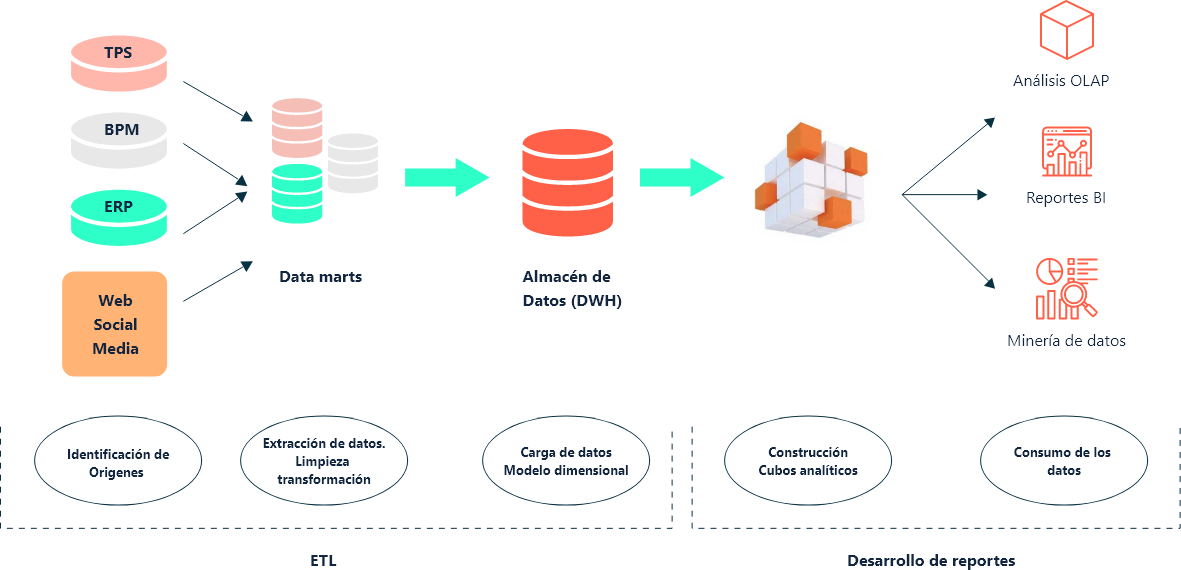 TPS
BPM
ERP
Web
Social
Media
Data marts
Almacén de
Datos (DWH)
Análisis OLAP
Reportes BI
Minería de datos
Identificación de
Origenes
Extracción de datos.
Limpieza
transformación
Carga de datos
Modelo dimensional
Construcción
Cubos analíticos
Consumo de los
datos
ETL
Desarrollo de reportes